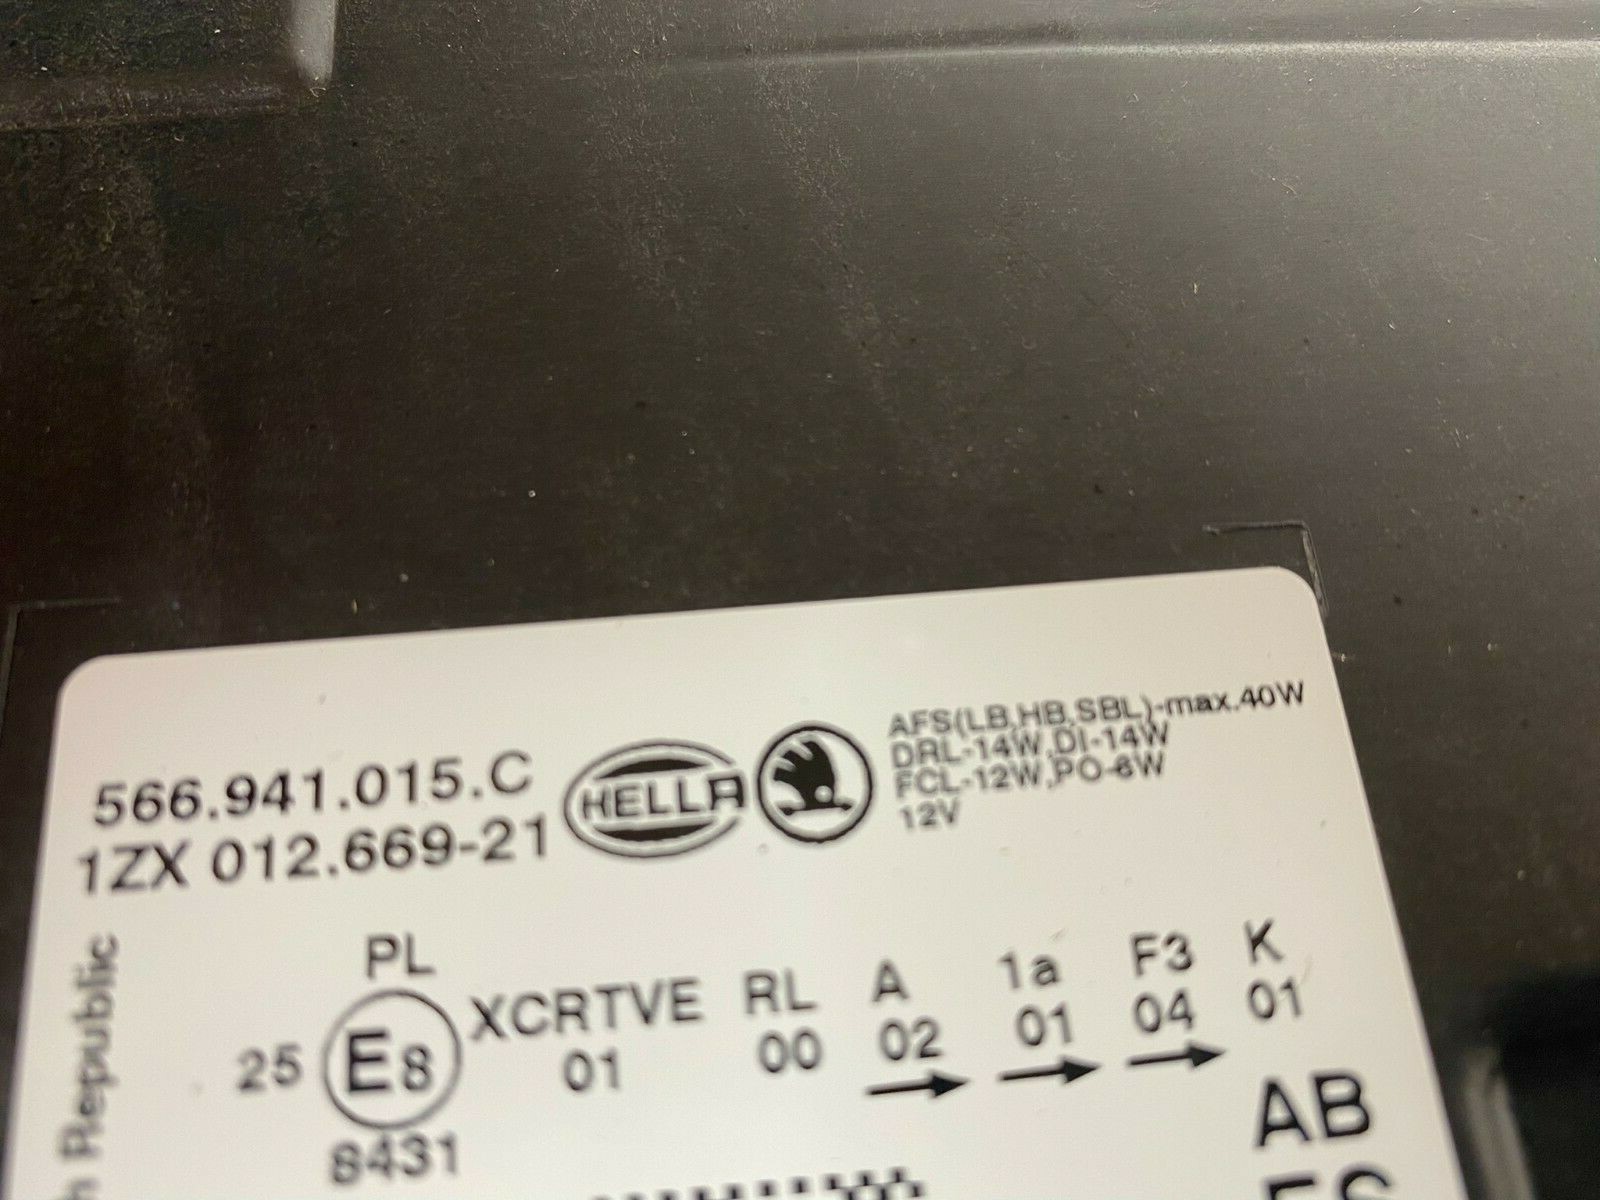 566.941.015.C
1ZX 012.669-21
HELLA
AFS(LB,HB,SBL)-max.40W
DRL-14W,DI-14W
FCL-12W,PO-6W
12V
PL
25 E8
8431
XCRTVE RL A 1a F3 K
01 00 02 01 04 01
→ → →
AB
Republic